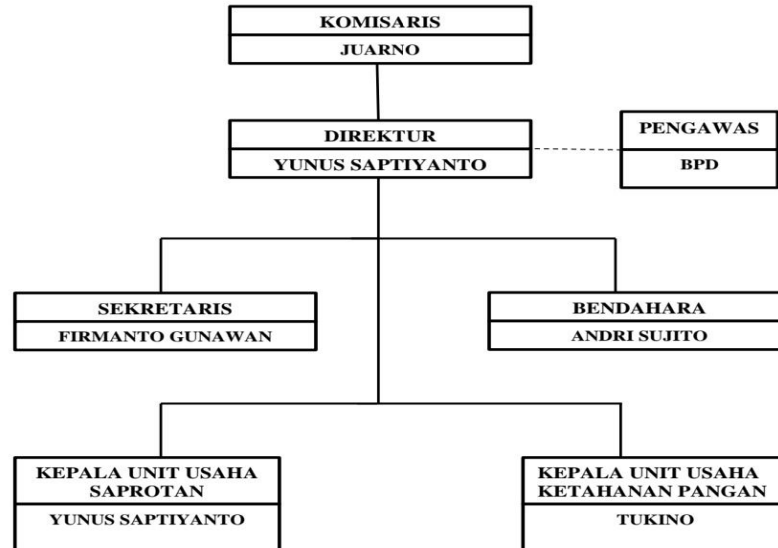 KOMISARIS
JUARNO
DIREKTUR
YUNUS SAPTIYANTO
PENGAWAS
BPD
SEKRETARIS
FIRMANTO GUNAWAN
BENDAHARA
ANDRI SUJITO
KEPALA UNIT USAHA
SAPROTAN
YUNUS SAPTIYANTO
KEPALA UNIT USAHA
KETAHANAN PANGAN
TUKINO